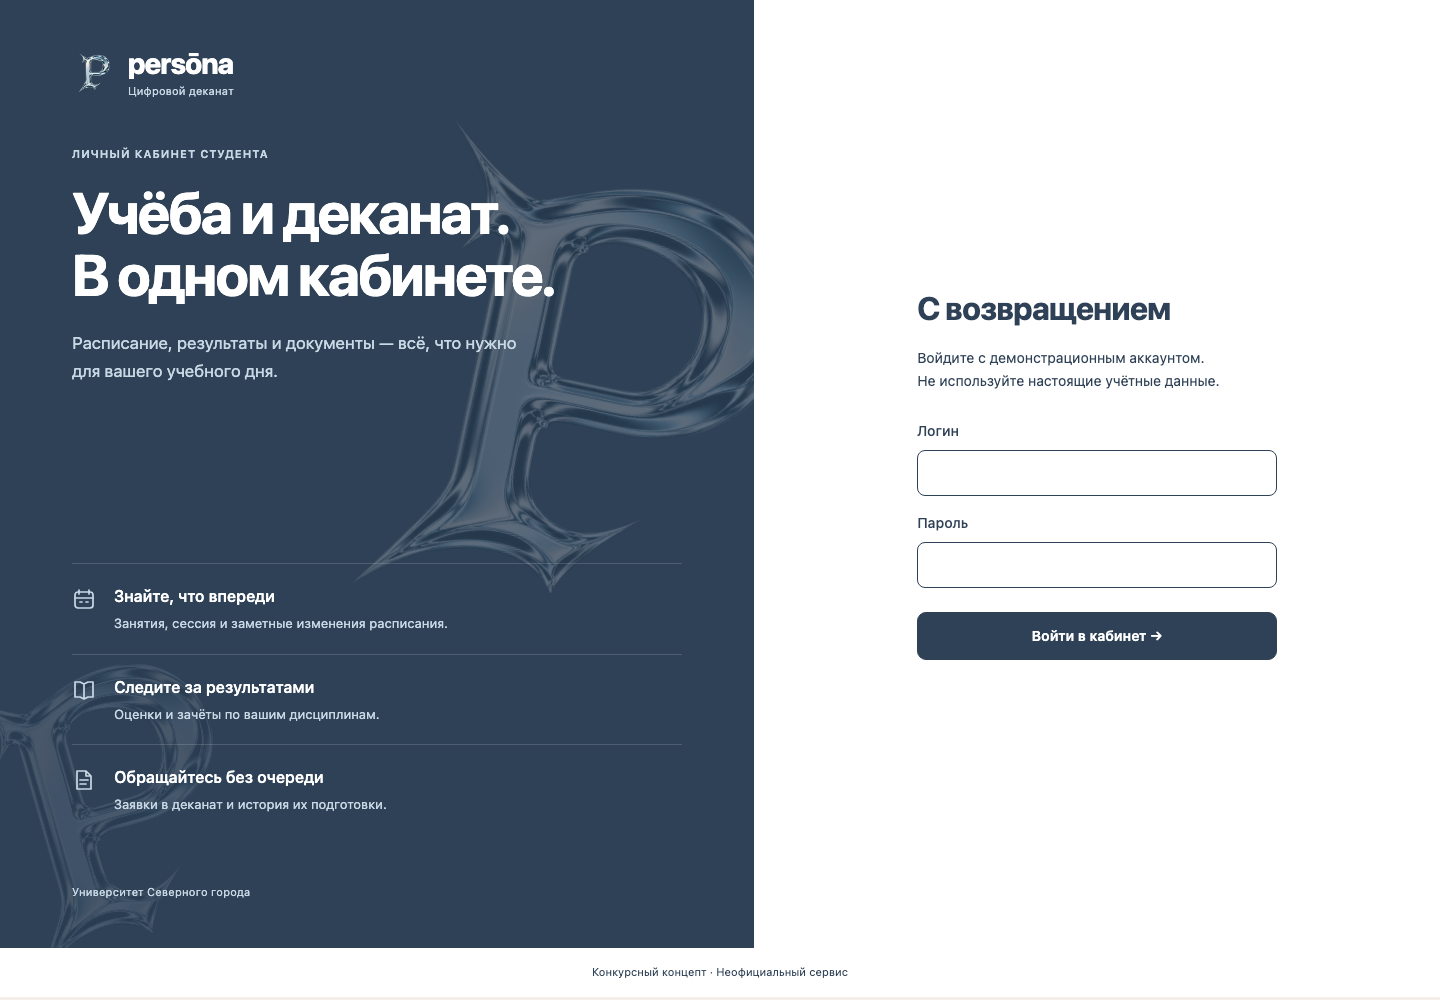 persōna
Цифровой деканат
ЛИЧНЫЙ КАБИНЕТ СТУДЕНТА
Учёба и деканат.
В одном кабинете.
Расписание, результаты и документы — всё, что нужно
для вашего учебного дня.
Знайте, что впереди
Занятия, сессия и заметные изменения расписания.
Следите за результатами
Оценки и зачёты по вашим дисциплинам.
Обращайтесь без очереди
Заявки в деканат и история их подготовки.
Университет Северного города
С возвращением
Войдите с демонстрационным аккаунтом.
Не используйте настоящие учётные данные.
Логин
Пароль
Войти в кабинет →
Конкурсный концепт · Неофициальный сервис